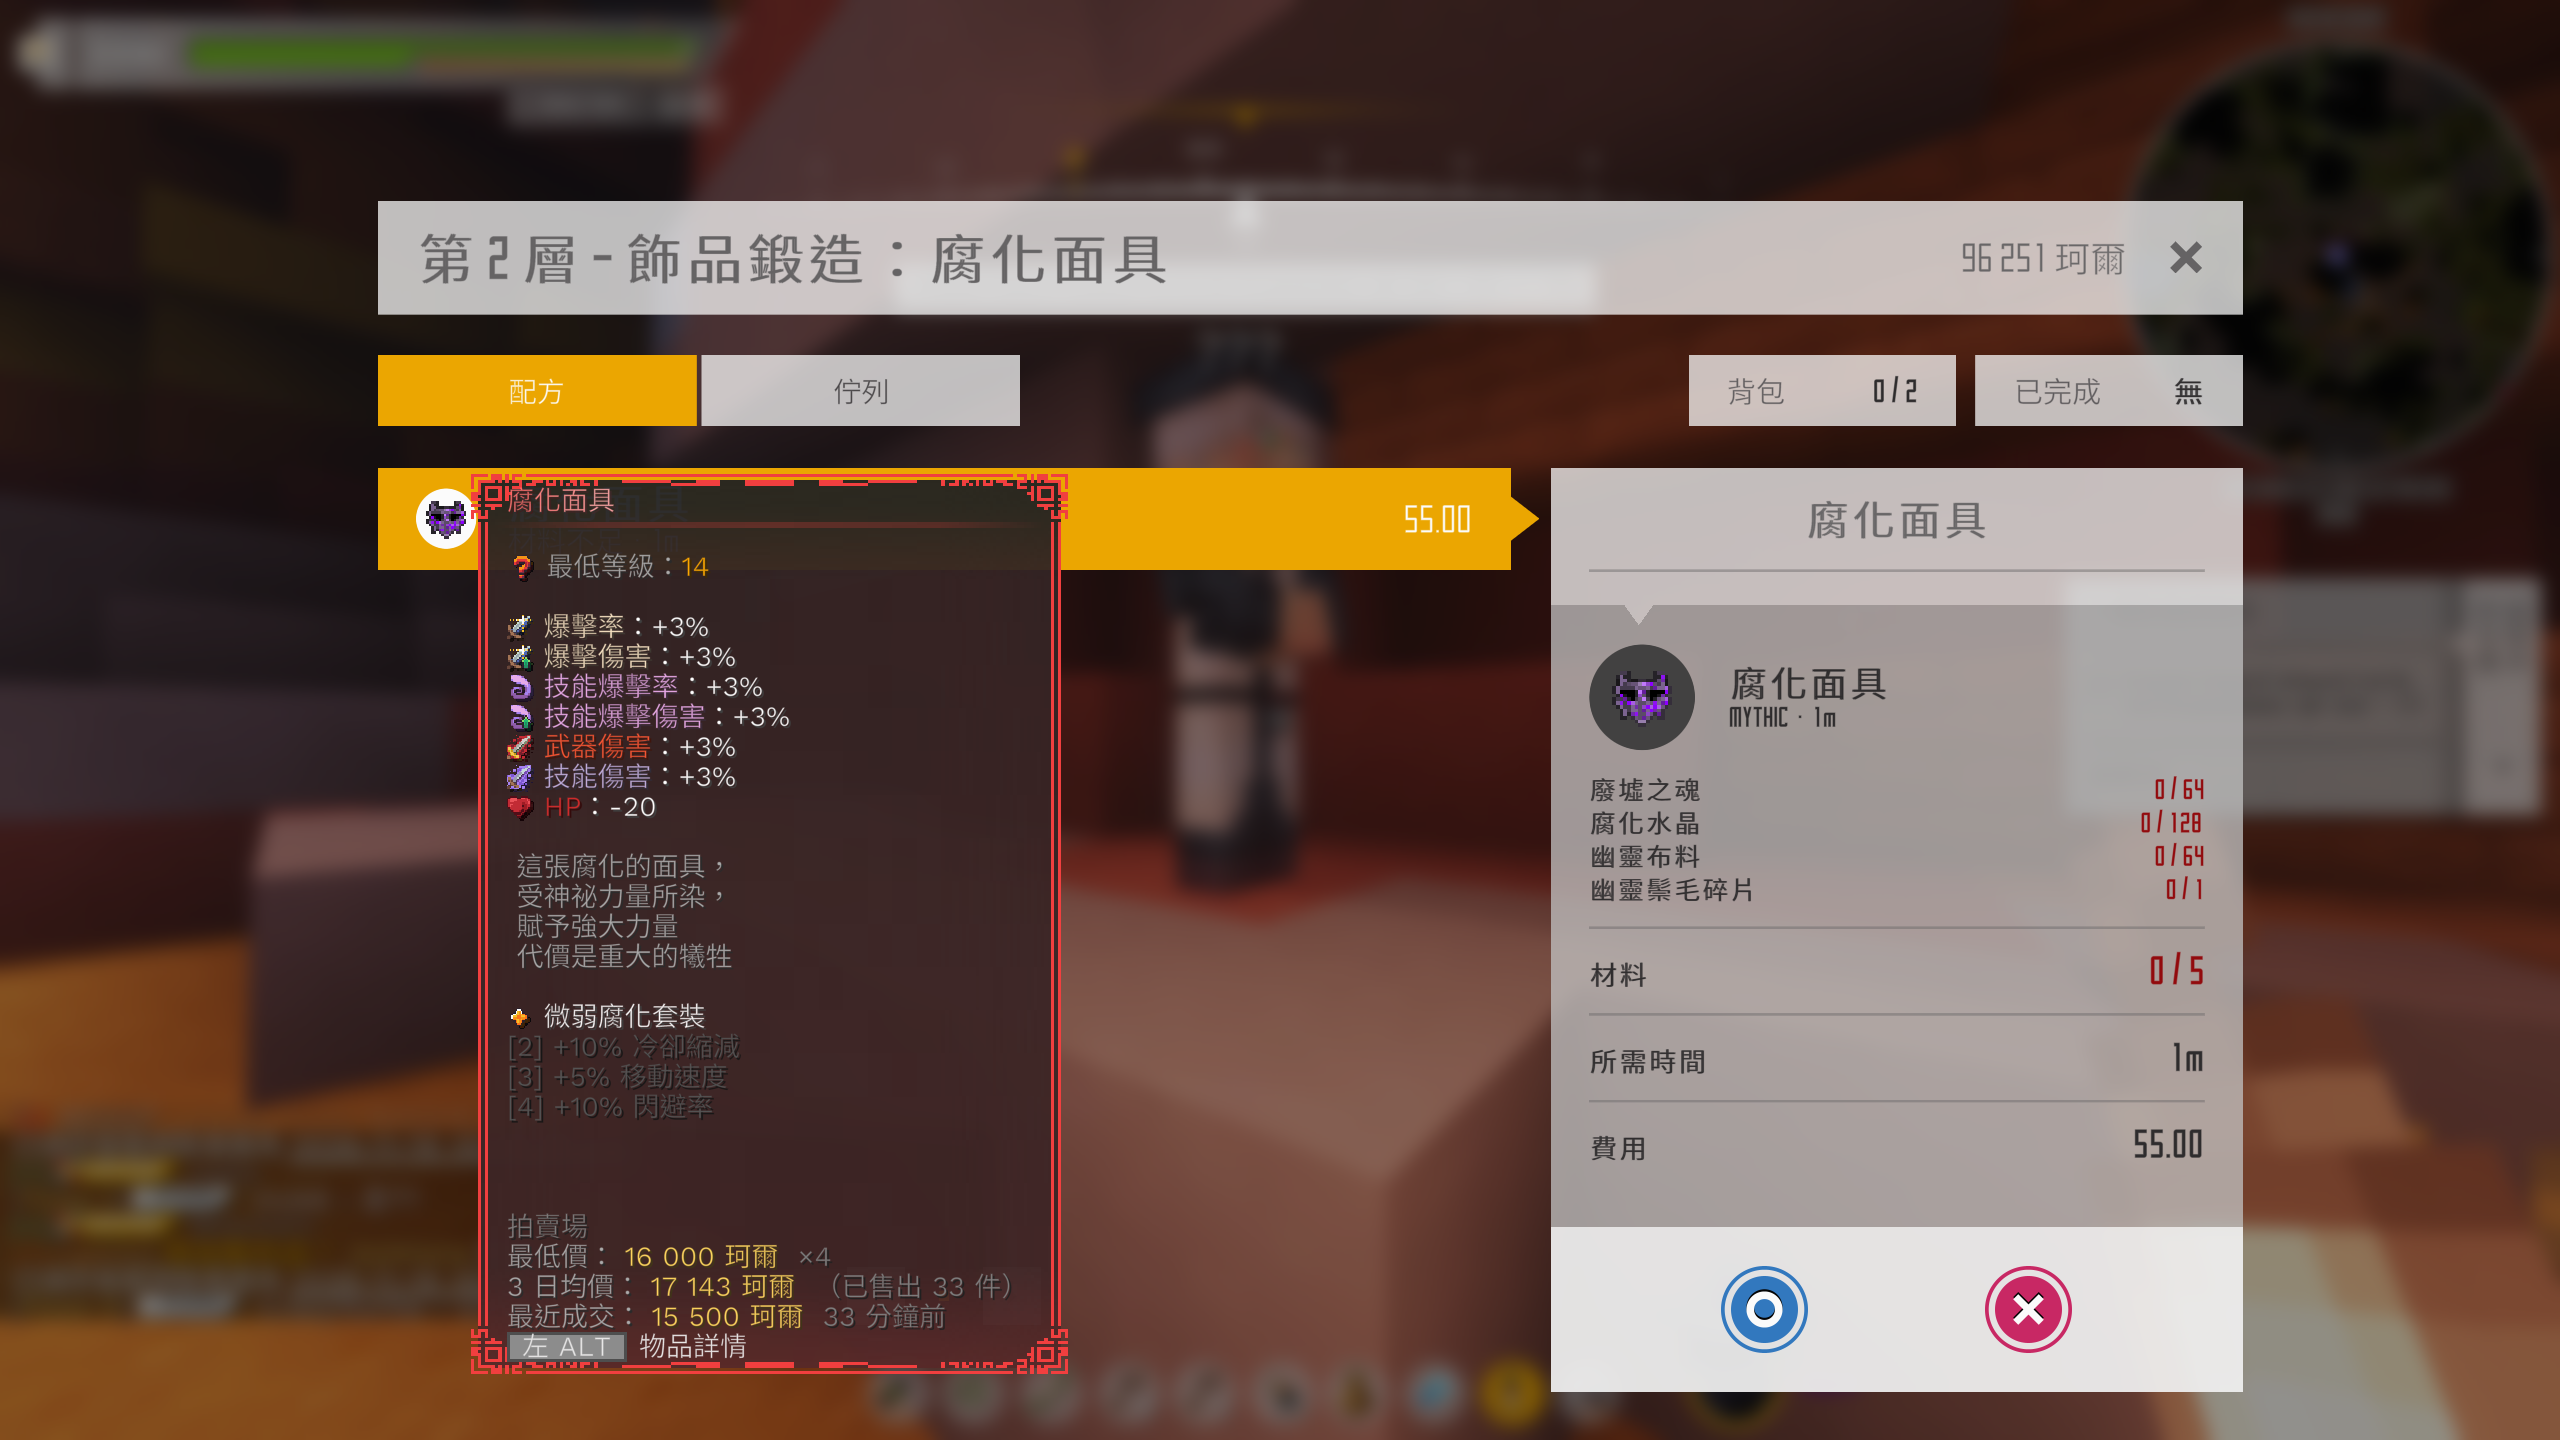 第2層-飾品鍛造：腐化面具
96 251 珂爾
配方
佇列
背包 0/2
已完成 無
55.00
腐化面具
最低等級：14
爆擊率：+3%
爆擊傷害：+3%
技能爆擊率：+3%
技能爆擊傷害：+3%
武器傷害：+3%
技能傷害：+3%
HP：-20
這張腐化的面具，
受神祕力量所染，
賦予強大力量
代價是重大的犧牲
微弱腐化套裝
[2] +10% 冷卻縮減
[3] +5% 移動速度
[4] +10% 閃避率
拍賣場
最低價： 16 000 珂爾 ×4
3 日均價： 17 143 珂爾 （已售出 33 件）
最近成交： 15 500 珂爾 33 分鐘前
左 ALT 物品詳情
腐化面具
腐化面具
MYTHIC · 1m
廢墟之魂 0/64
腐化水晶 0/128
幽靈布料 0/64
幽靈鬃毛碎片 0/1
材料 0/5
所需時間 1m
費用 55.00